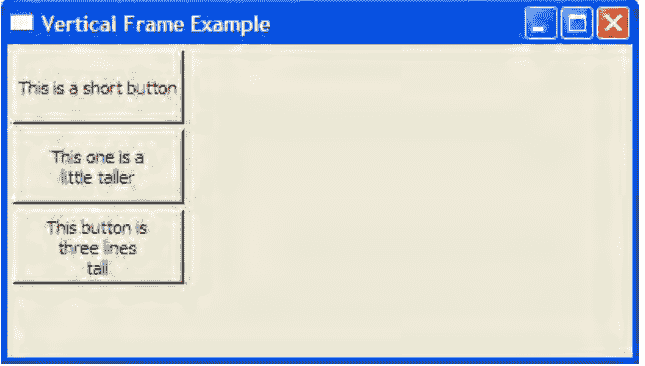 Vertical Frame Example
This is a short button
This one is a
little taller
This button is
three lines
tall